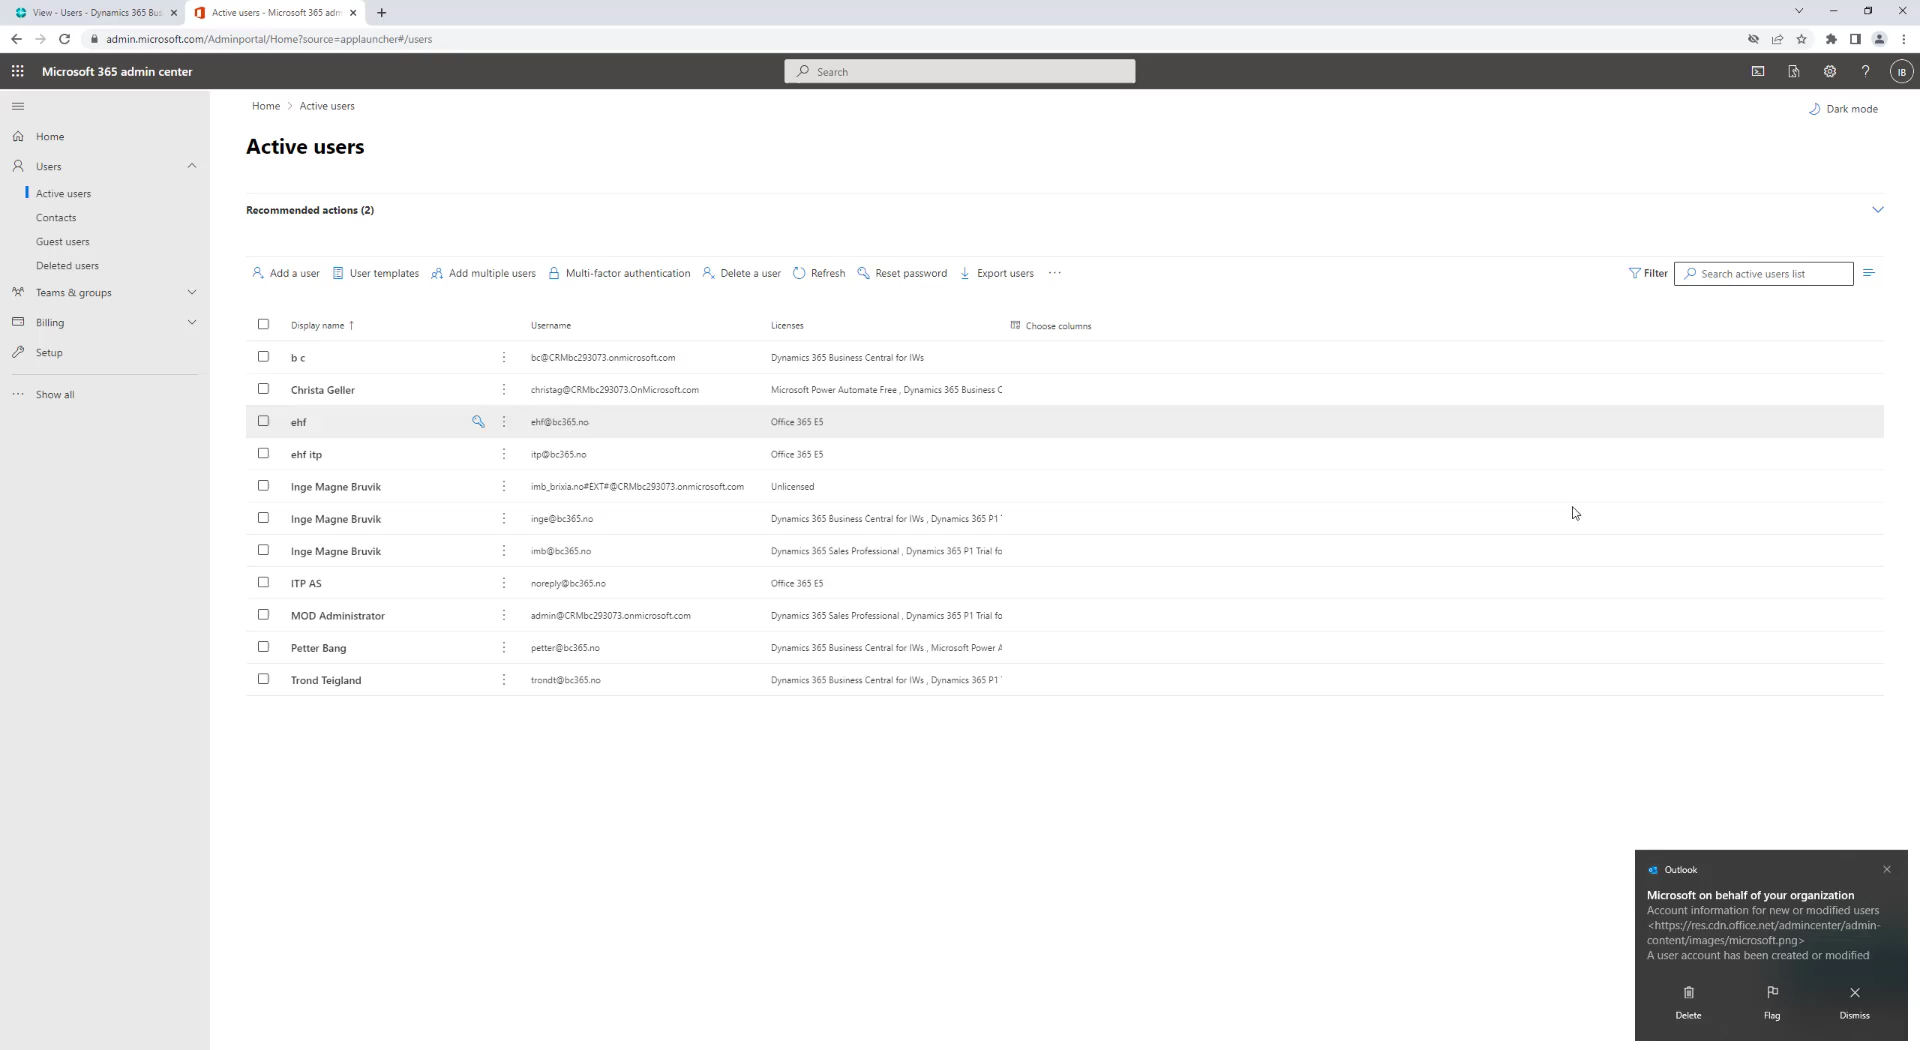 View - Users - Dynamics 365 Bus
Active users - Microsoft 365 adm
admin.microsoft.com/Adminportal/Home?source=applauncher#/users
Microsoft 365 admin center
Search
IB
Home
Users
Active users
Contacts
Guest users
Deleted users
Teams & groups
Billing
Setup
Show all
Home > Active users
Dark mode
Active users
Recommended actions (2)
Add a user User templates Add multiple users Multi-factor authentication Delete a user Refresh Reset password Export users
Filter Search active users list
Display name ↑ Username Licenses Choose columns
b c bc@CRMbc293073.onmicrosoft.com Dynamics 365 Business Central for IWs
Christa Geller christag@CRMbc293073.OnMicrosoft.com Microsoft Power Automate Free , Dynamics 365 Business C
ehf ehf@bc365.no Office 365 E5
ehf itp itp@bc365.no Office 365 E5
Inge Magne Bruvik imb_brixia.no#EXT#@CRMbc293073.onmicrosoft.com Unlicensed
Inge Magne Bruvik inge@bc365.no Dynamics 365 Business Central for IWs , Dynamics 365 P1
Inge Magne Bruvik imb@bc365.no Dynamics 365 Sales Professional , Dynamics 365 P1 Trial fo
ITP AS noreply@bc365.no Office 365 E5
MOD Administrator admin@CRMbc293073.onmicrosoft.com Dynamics 365 Sales Professional , Dynamics 365 P1 Trial fo
Petter Bang petter@bc365.no Dynamics 365 Business Central for IWs , Microsoft Power A
Trond Teigland trondt@bc365.no Dynamics 365 Business Central for IWs , Dynamics 365 P1
Outlook
Microsoft on behalf of your organization
Account information for new or modified users
<https://res.cdn.office.net/admincenter/admin-
content/images/microsoft.png>
A user account has been created or modified
Delete Flag Dismiss